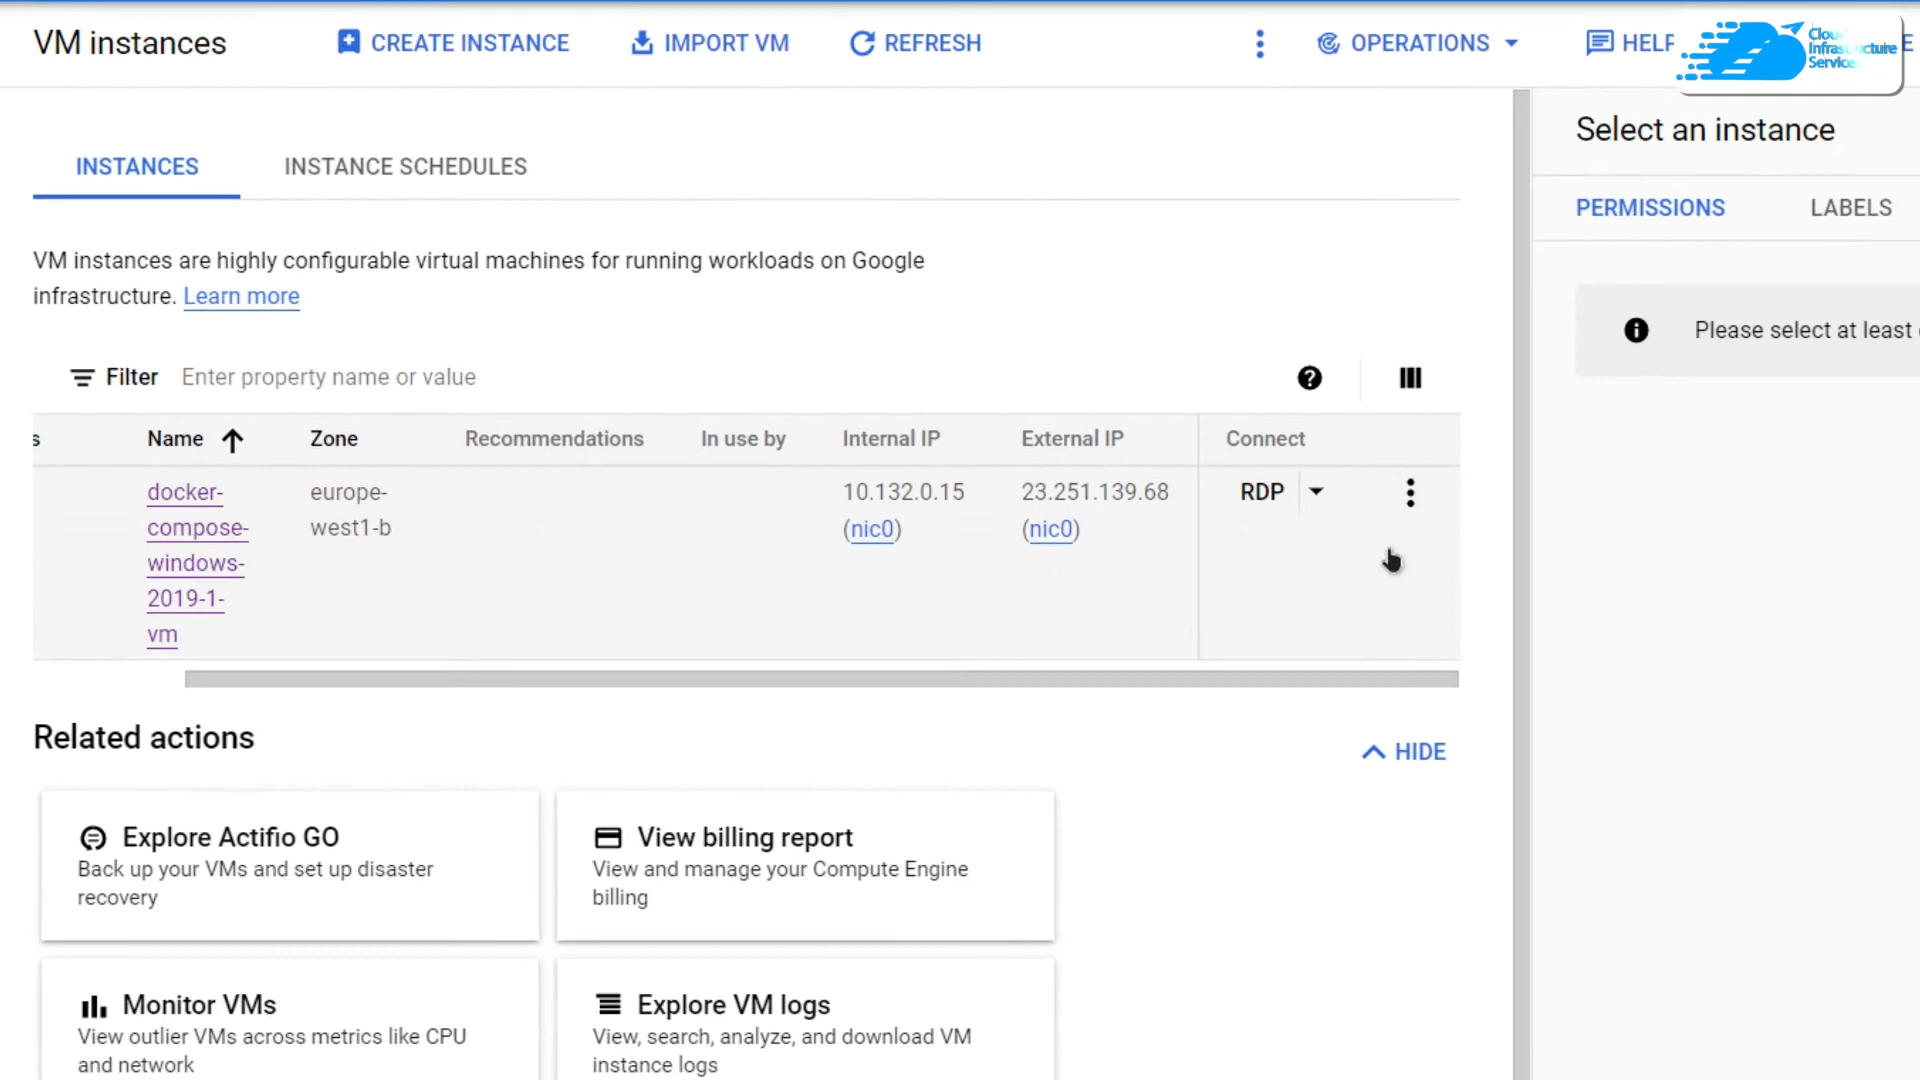 VM instances
CREATE INSTANCE
IMPORT VM
REFRESH
OPERATIONS
HELP
Cloud
Infrastructure
Services
INSTANCES
INSTANCE SCHEDULES
Select an instance
PERMISSIONS
LABELS
VM instances are highly configurable virtual machines for running workloads on Google
infrastructure. Learn more
Please select at least
Filter Enter property name or value
s Name Zone Recommendations In use by Internal IP External IP Connect
docker- europe- 10.132.0.15 23.251.139.68 RDP
compose- west1-b (nic0) (nic0)
windows-
2019-1-
vm
Related actions
HIDE
Explore Actifio GO
Back up your VMs and set up disaster
recovery
View billing report
View and manage your Compute Engine
billing
Monitor VMs
View outlier VMs across metrics like CPU
and network
Explore VM logs
View, search, analyze, and download VM
instance logs